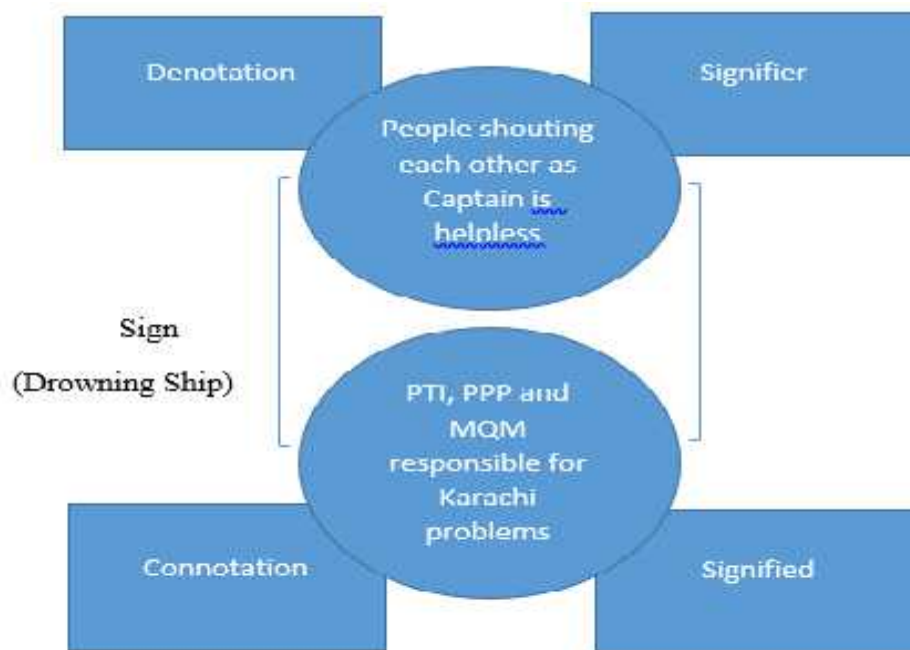 Denotation
Signifier
People shouting
each other as
Captain is
helpless
Sign
(Drowning Ship)
PTI, PPP and
MQM
responsible for
Karachi
problems
Connotation
Signified